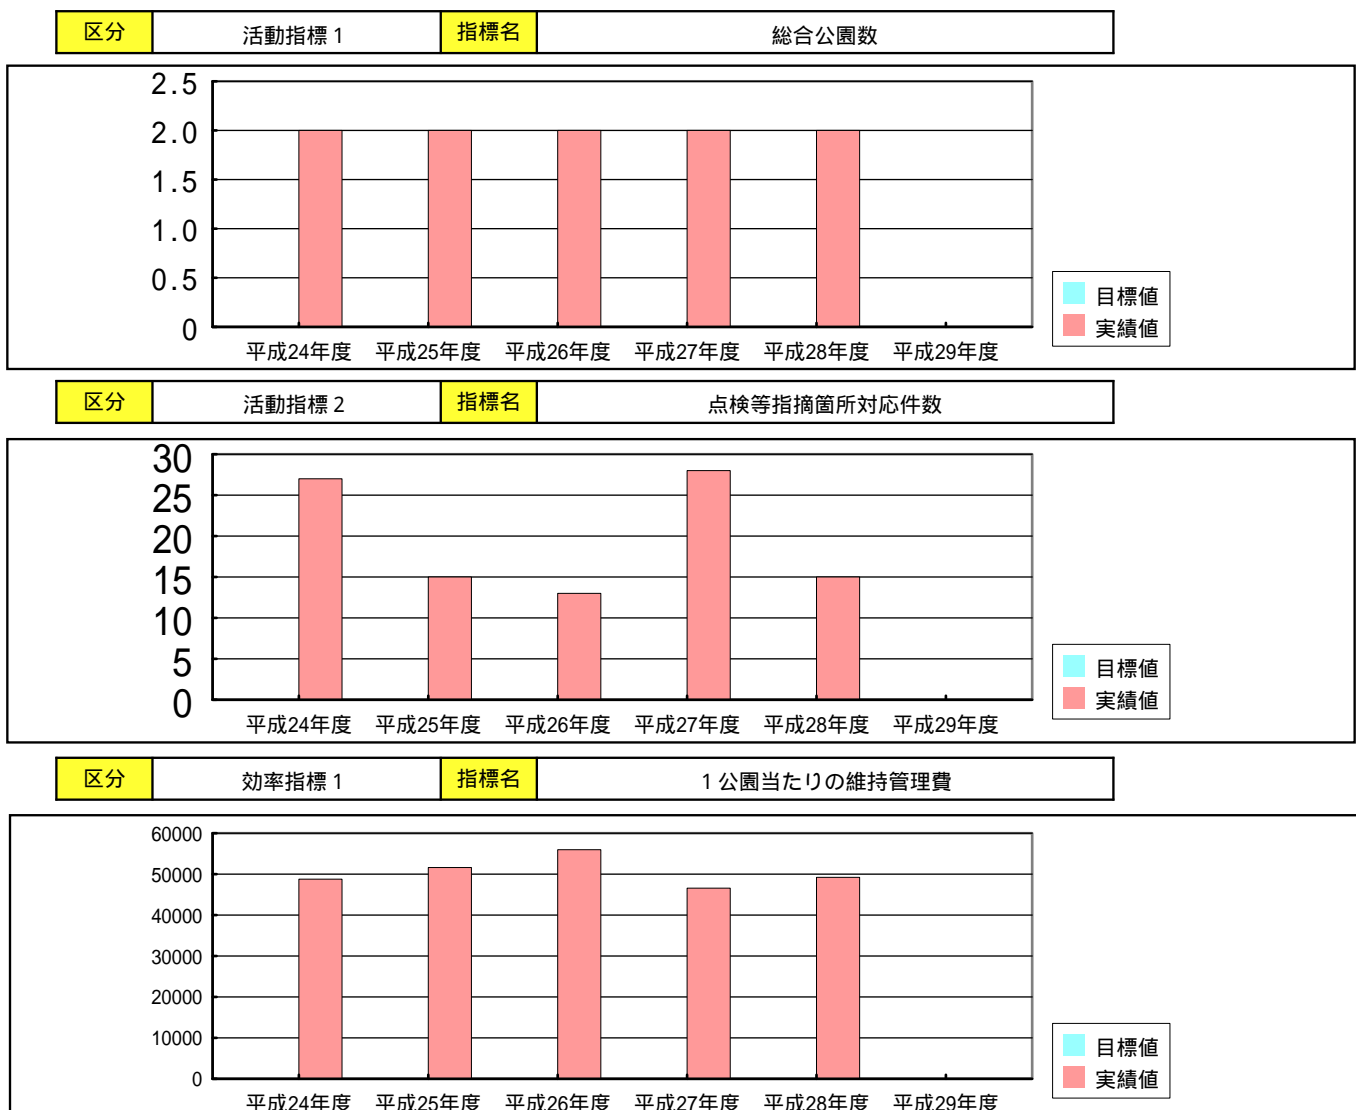 区分 活動指標１ 指標名 総合公園数
2.5
2.0
1.5
1.0
0.5
0
平成24年度 平成25年度 平成26年度 平成27年度 平成28年度 平成29年度
目標値
実績値
区分 活動指標２ 指標名 点検等指摘箇所対応件数
30
25
20
15
10
5
0
平成24年度 平成25年度 平成26年度 平成27年度 平成28年度 平成29年度
目標値
実績値
区分 効率指標１ 指標名 １公園当たりの維持管理費
60000
50000
40000
30000
20000
10000
0
平成24年度 平成25年度 平成26年度 平成27年度 平成28年度 平成29年度
目標値
実績値